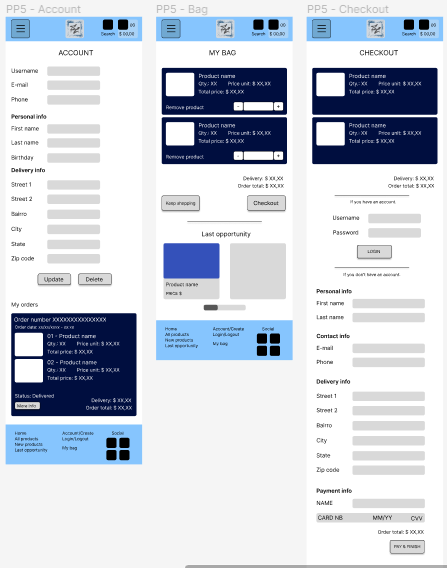 PP5 - Account
Search $ 00,00
ACCOUNT
Username
E-mail
Phone
Personal info
First name
Last name
Birthday
Delivery info
Street 1
Street 2
Bairro
City
State
Zip code
Update Delete
My orders
Order number XXXXXXXXXXXXXXX
Order date: xx/xx/xxxx - xx:xx
01 - Product name
Qty.: XX Price unit: $ XX,XX
Total price: $ XX,XX
02 - Product name
Qty.: XX Price unit: $ XX,XX
Total price: $ XX,XX
Status: Delivered
More info
Delivery: $ XX,XX
Order total: $ XX,XX
Home Account/Create Social
All products Login/Logout
New products
My bag
Last opportunity
PP5 - Bag
00
Search $ 00,00
MY BAG
Product name
Qty.: XX Price unit: $ XX,XX
Total price: $ XX,XX
Remove product - +
Product name
Qty.: XX Price unit: $ XX,XX
Total price: $ XX,XX
Remove product - +
Delivery: $ XX,XX
Order total: $ XX,XX
Keep shopping Checkout
Last opportunity
Product name
PRICE: $
Home Account/Create Social
All products Login/Logout
New products
My bag
Last opportunity
PP5 - Checkout
00
Search $ 00,00
CHECKOUT
Product name
Qty.: XX Price unit: $ XX,XX
Total price: $ XX,XX
Product name
Qty.: XX Price unit: $ XX,XX
Total price: $ XX,XX
Delivery: $ XX,XX
Order total: $ XX,XX
If you have an account.
Username
Password
LOGIN
If you don't have an account.
Personal info
First name
Last name
Contact info
E-mail
Phone
Delivery info
Street 1
Street 2
Bairro
City
State
Zip code
Payment info
NAME
CARD NB MM/YY CVV
Order total: $ XX,XX
PAY & FINISH